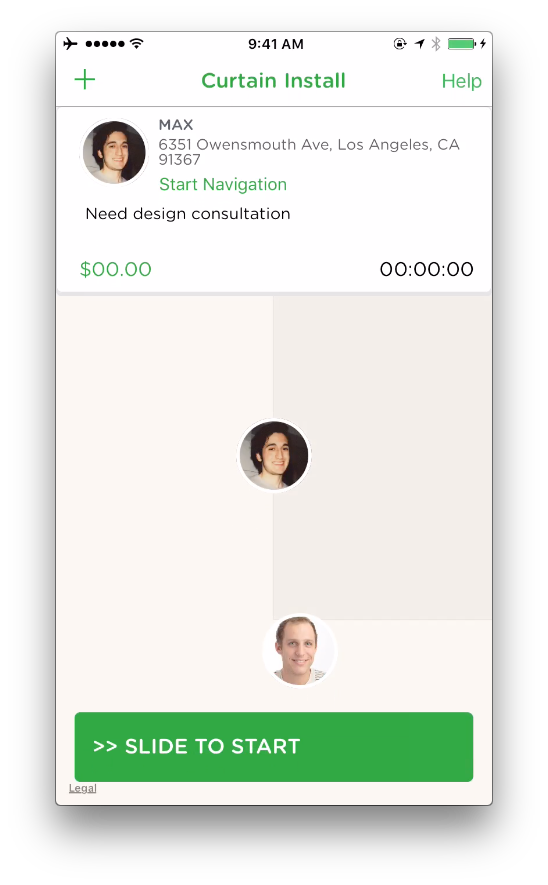 9:41 AM
+ Curtain Install Help
MAX
6351 Owensmouth Ave, Los Angeles, CA
91367
Start Navigation
Need design consultation
$00.00 00:00:00
>> SLIDE TO START
Legal